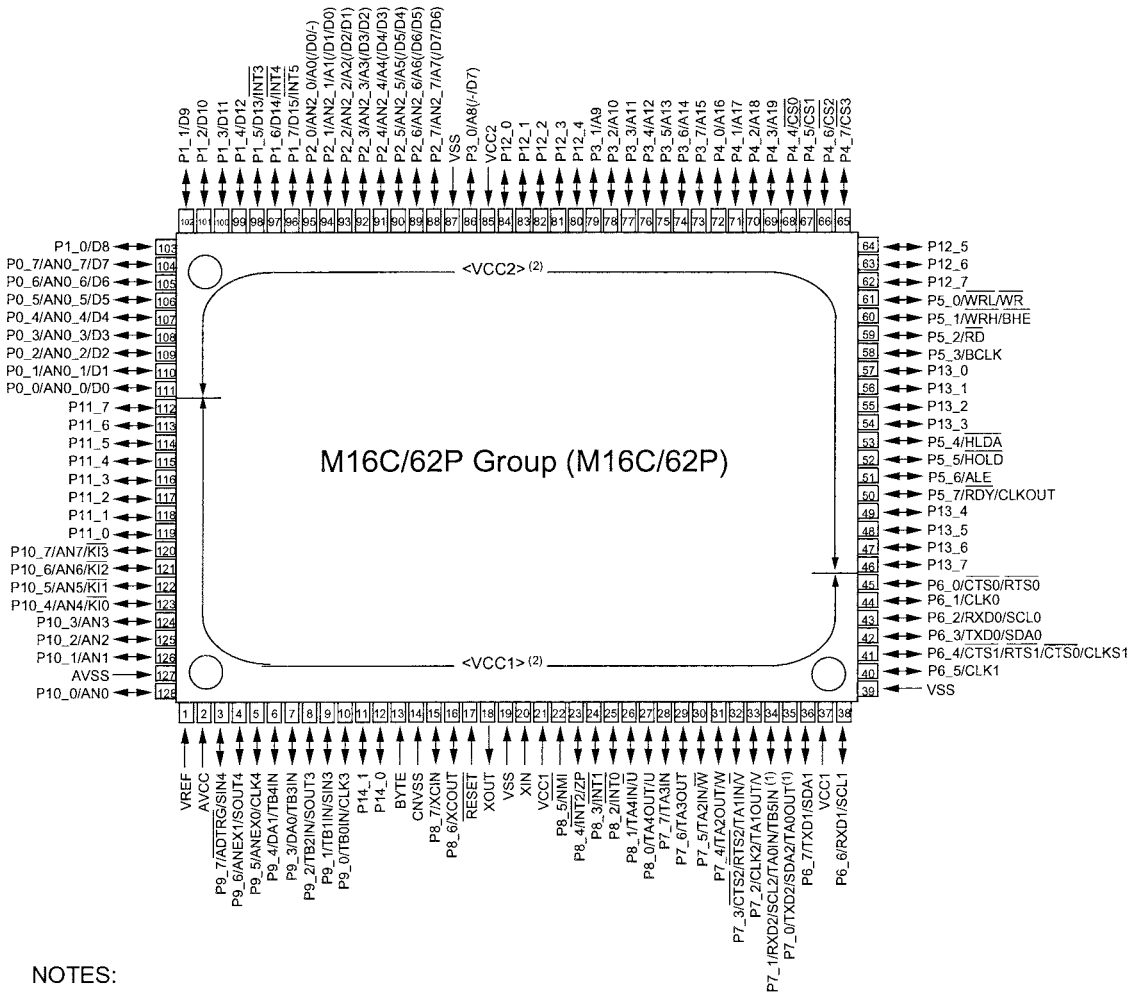 P1_1/D9
P1_2/D10
P1_3/D11
P1_4/D12
P1_5/D13/INT3
P1_6/D14/INT4
P1_7/D15/INT5
P2_0/AN2_0/A0(/D0/-)
P2_1/AN2_1/A1(/D1/D0)
P2_2/AN2_2/A2(/D2/D1)
P2_3/AN2_3/A3(/D3/D2)
P2_4/AN2_4/A4(/D4/D3)
P2_5/AN2_5/A5(/D5/D4)
P2_6/AN2_6/A6(/D6/D5)
P2_7/AN2_7/A7(/D7/D6)
VSS
P3_0/A8(/-/D7)
VCC2
P12_0
P12_1
P12_2
P12_3
P12_4
P3_1/A9
P3_2/A10
P3_3/A11
P3_4/A12
P3_5/A13
P3_6/A14
P3_7/A15
P4_0/A16
P4_1/A17
P4_2/A18
P4_3/A19
P4_4/CS0
P4_5/CS1
P4_6/CS2
P4_7/CS3
102 101 100 99 98 97 96 95 94 93 92 91 90 89 88 87 86 85 84 83 82 81 80 79 78 77 76 75 74 73 72 71 70 69 68 67 66 65
P1_0/D8 103
P0_7/AN0_7/D7 104
P0_6/AN0_6/D6 105
P0_5/AN0_5/D5 106
P0_4/AN0_4/D4 107
P0_3/AN0_3/D3 108
P0_2/AN0_2/D2 109
P0_1/AN0_1/D1 110
P0_0/AN0_0/D0 111
P11_7 112
P11_6 113
P11_5 114
P11_4 115
P11_3 116
P11_2 117
P11_1 118
P11_0 119
P10_7/AN7/KI3 120
P10_6/AN6/KI2 121
P10_5/AN5/KI1 122
P10_4/AN4/KI0 123
P10_3/AN3 124
P10_2/AN2 125
P10_1/AN1 126
AVSS 127
P10_0/AN0 128
<VCC2> (2)
M16C/62P Group (M16C/62P)
<VCC1> (2)
64 P12_5
63 P12_6
62 P12_7
61 P5_0/WRL/WR
60 P5_1/WRH/BHE
59 P5_2/RD
58 P5_3/BCLK
57 P13_0
56 P13_1
55 P13_2
54 P13_3
53 P5_4/HLDA
52 P5_5/HOLD
51 P5_6/ALE
50 P5_7/RDY/CLKOUT
49 P13_4
48 P13_5
47 P13_6
46 P13_7
45 P6_0/CTS0/RTS0
44 P6_1/CLK0
43 P6_2/RXD0/SCL0
42 P6_3/TXD0/SDA0
41 P6_4/CTS1/RTS1/CTS0/CLKS1
40 P6_5/CLK1
39 VSS
1 2 3 4 5 6 7 8 9 10 11 12 13 14 15 16 17 18 19 20 21 22 23 24 25 26 27 28 29 30 31 32 33 34 35 36 37 38
VREF
AVCC
P9_7/ADTRG/SIN4
P9_6/ANEX1/SOUT4
P9_5/ANEX0/CLK4
P9_4/DA1/TB4IN
P9_3/DA0/TB3IN
P9_2/TB2IN/SOUT3
P9_1/TB1IN/SIN3
P9_0/TB0IN/CLK3
P14_1
P14_0
BYTE
CNVSS
P8_7/XCIN
P8_6/XCOUT
RESET
XOUT
VSS
XIN
VCC1
P8_5/NMI
P8_4/INT2/ZP
P8_3/INT1
P8_2/INT0
P8_1/TA4IN/U
P8_0/TA4OUT/U
P7_7/TA3IN
P7_6/TA3OUT
P7_5/TA2IN/W
P7_4/TA2OUT/W
P7_3/CTS2/RTS2/TA1IN/V
P7_2/CLK2/TA1OUT/V
P7_1/RXD2/SCL2/TA0IN/TB5IN (1)
P7_0/TXD2/SDA2/TA0OUT(1)
P6_7/TXD1/SDA1
VCC1
P6_6/RXD1/SCL1
NOTES: